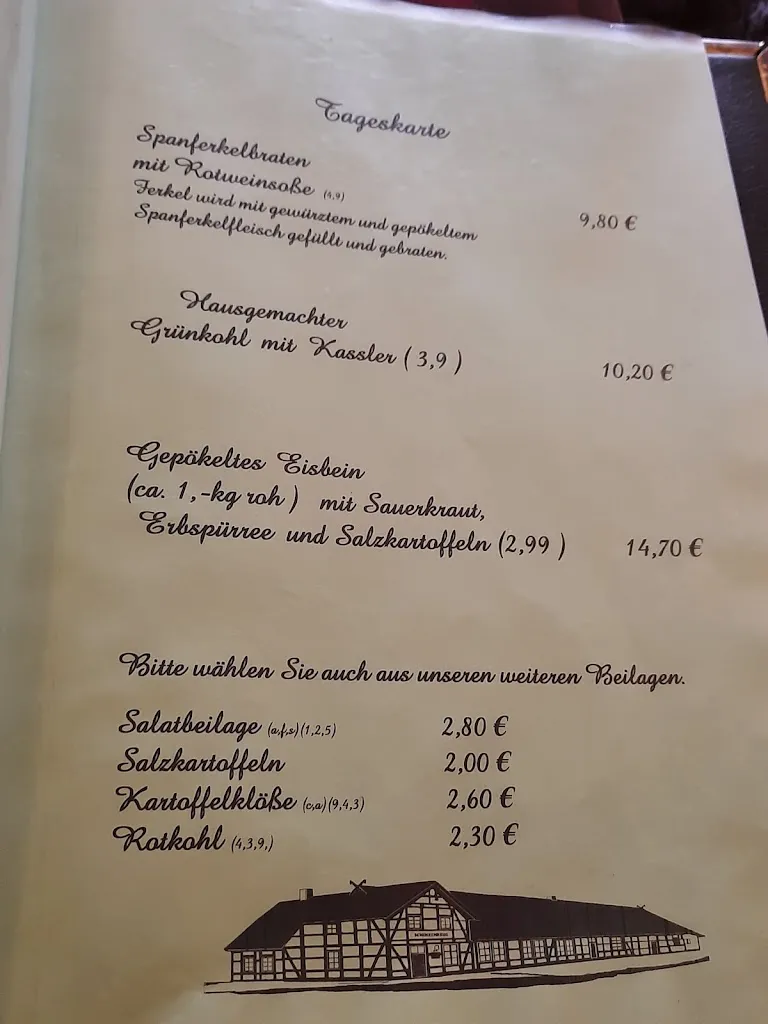 Tageskarte
Spanferkelbraten
mit Rotweinsoße (4,9)
Ferkel wird mit gewürztem und gepökeltem
Spanferkelfleisch gefüllt und gebraten.
9,80 €
Hausgemachter
Grünkohl mit Kassler ( 3,9 )
10,20 €
Gepökeltes Eisbein
(ca. 1,-kg roh ) mit Sauerkraut,
Erbspürree und Salzkartoffeln (2,99 ) 14,70 €
Bitte wählen Sie auch aus unseren weiteren Beilagen.
Salatbeilage (a,f,s)(1,2,5) 2,80 €
Salzkartoffeln 2,00 €
Kartoffelklöße (c,a)(9,4,3) 2,60 €
Rotkohl (4,3,9,) 2,30 €